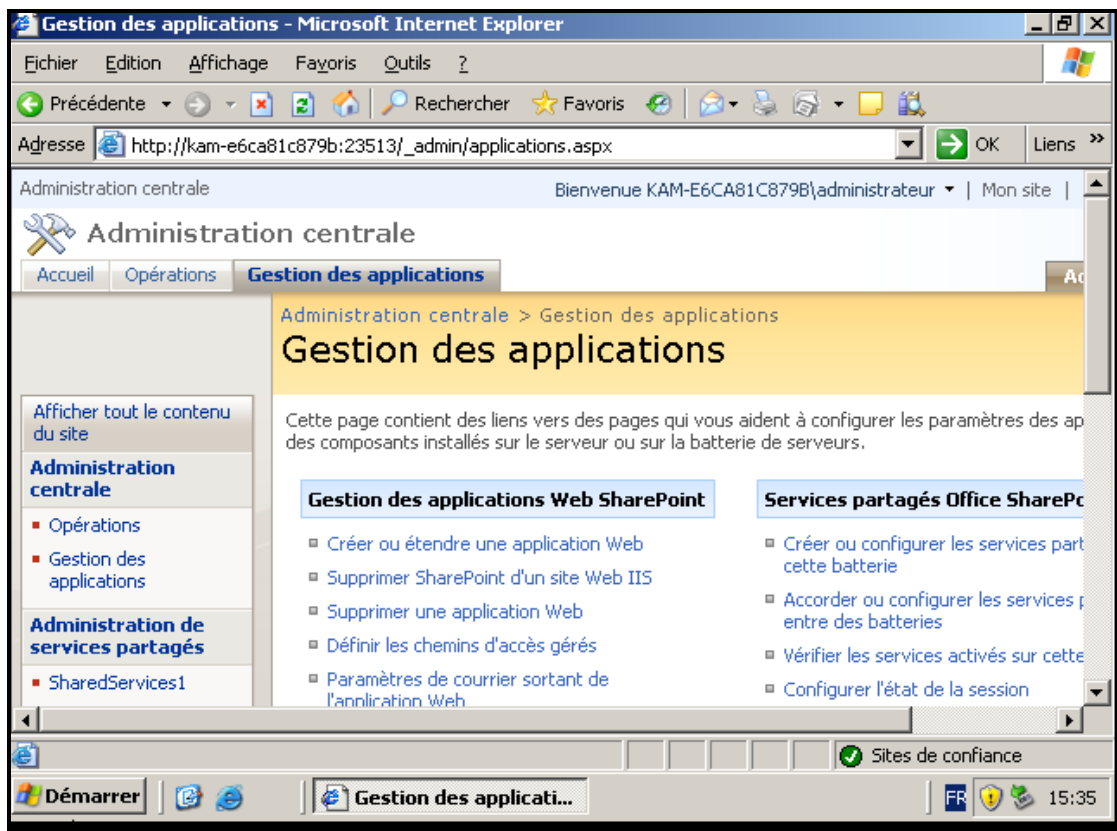 Gestion des applications - Microsoft Internet Explorer
Fichier Edition Affichage Favoris Outils ?
Précédente Rechercher Favoris
Adresse http://kam-e6ca81c879b:23513/_admin/applications.aspx OK Liens »
Administration centrale Bienvenue KAM-E6CA81C879B\administrateur | Mon site |
Administration centrale
Accueil Opérations Gestion des applications
Administration centrale > Gestion des applications
Gestion des applications
Afficher tout le contenu
du site
Administration
centrale
Opérations
Gestion des
applications
Administration de
services partagés
SharedServices1
Cette page contient des liens vers des pages qui vous aident à configurer les paramètres des ap
des composants installés sur le serveur ou sur la batterie de serveurs.
Gestion des applications Web SharePoint
Créer ou étendre une application Web
Supprimer SharePoint d'un site Web IIS
Supprimer une application Web
Définir les chemins d'accès gérés
Paramètres de courrier sortant de
l'application Web
Services partagés Office SharePo
Créer ou configurer les services part
cette batterie
Accorder ou configurer les services p
entre des batteries
Vérifier les services activés sur cette
Configurer l'état de la session
Sites de confiance
Démarrer Gestion des applicati... FR 15:35